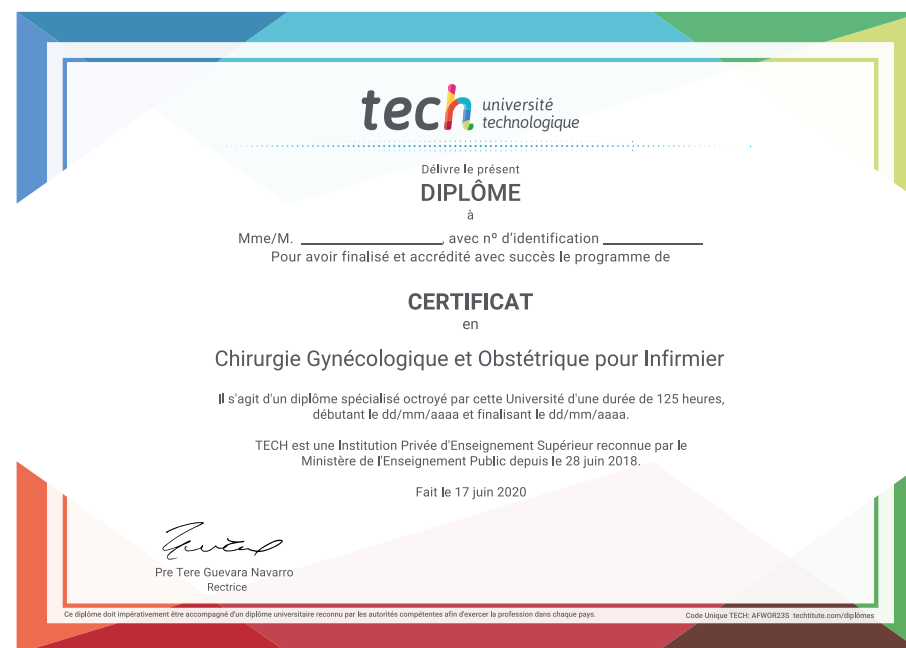 tech université
technologique
Délivre le présent
DIPLÔME
à
Mme/M. ____________________, avec nº d'identification ______________
Pour avoir finalisé et accrédité avec succès le programme de
CERTIFICAT
en
Chirurgie Gynécologique et Obstétrique pour Infirmier
Il s'agit d'un diplôme spécialisé octroyé par cette Université d'une durée de 125 heures,
débutant le dd/mm/aaaa et finalisant le dd/mm/aaaa.
TECH est une Institution Privée d'Enseignement Supérieur reconnue par le
Ministère de l'Enseignement Public depuis le 28 juin 2018.
Fait le 17 juin 2020
Pre Tere Guevara Navarro
Rectrice
Ce diplôme doit impérativement être accompagné d'un diplôme universitaire reconnu par les autorités compétentes afin d'exercer la profession dans chaque pays.
Code Unique TECH: AFWOR23S techtitute.com/diplômes